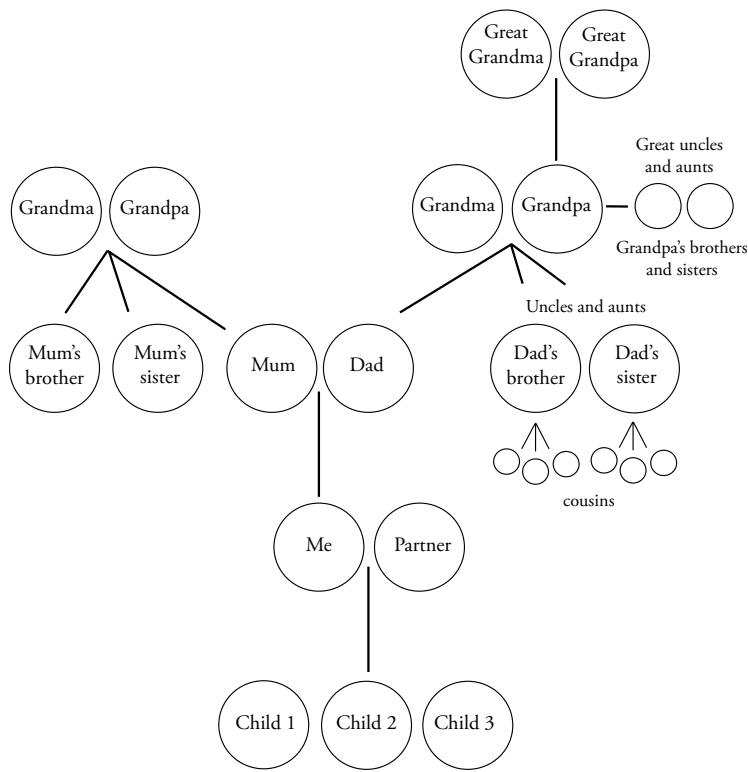 Great
Grandma
Great
Grandpa
Great uncles
and aunts
Grandma
Grandpa
Grandma
Grandpa
Grandpa’s brothers
and sisters
Uncles and aunts
Mum’s
brother
Mum’s
sister
Mum
Dad
Dad’s
brother
Dad’s
sister
cousins
Me
Partner
Child 1
Child 2
Child 3